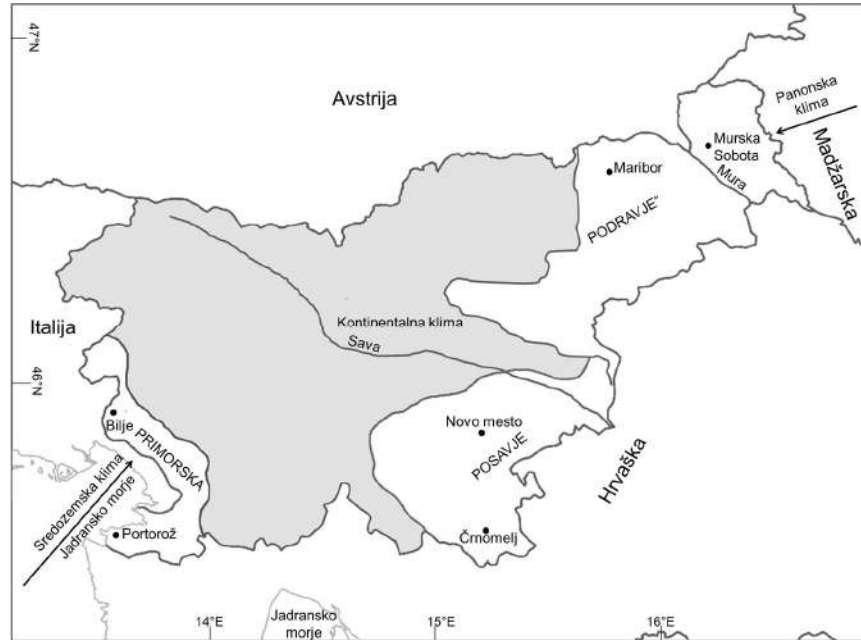 47°N
Avstrija
Panonska
klima
Madžarska
Murska
Sobota
Mura
Maribor
PODRAVJE“
Italija
Kontinentalna klima
Sava
46°N
Bilje
PRIMORSKA
Novo mesto
POSAVJE
Hrvaška
Sredozemska klima
Jadransko morje
Portorož
Črnomelj
14°E
15°E
16°E
Jadransko
morje